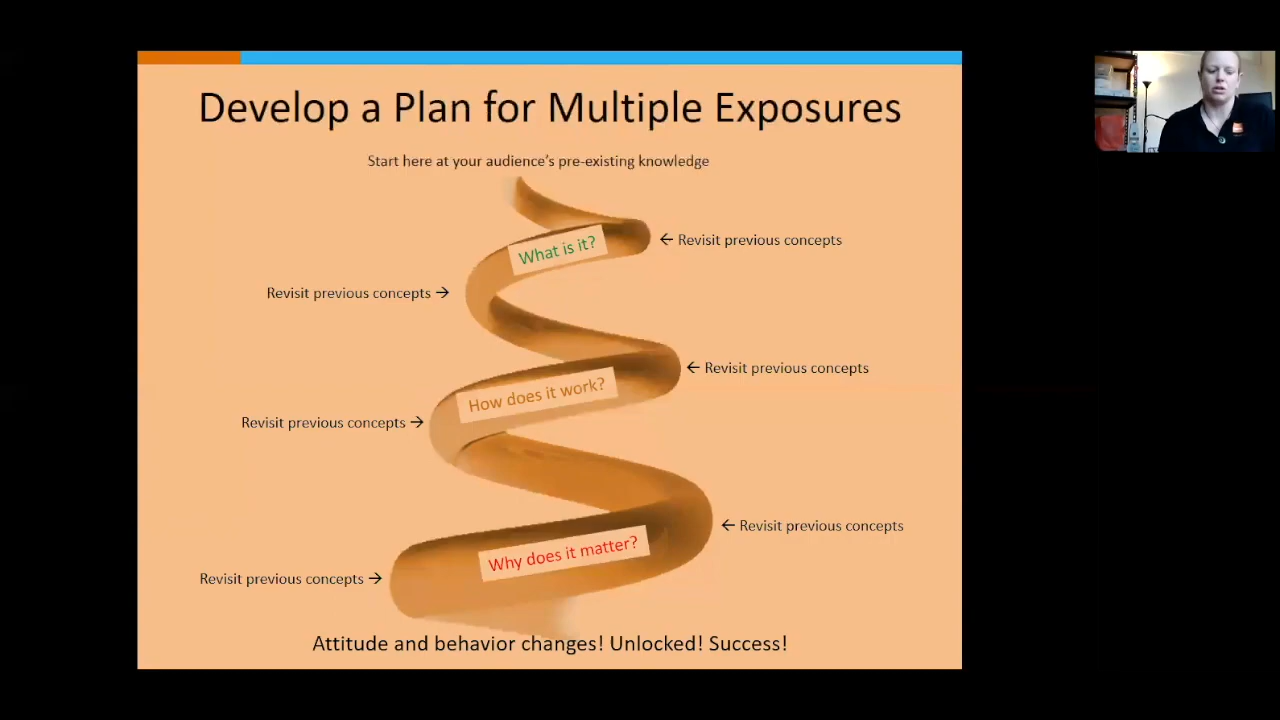 Develop a Plan for Multiple Exposures
Start here at your audience’s pre-existing knowledge
What is it?
← Revisit previous concepts
Revisit previous concepts →
← Revisit previous concepts
How does it work?
Revisit previous concepts →
← Revisit previous concepts
Why does it matter?
Revisit previous concepts →
Attitude and behavior changes! Unlocked! Success!